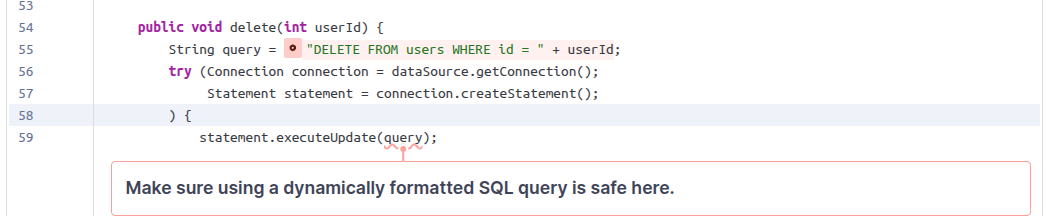 53
54 public void delete(int userId) {
55 String query = "DELETE FROM users WHERE id = " + userId;
56 try (Connection connection = dataSource.getConnection();
57 Statement statement = connection.createStatement();
58 ) {
59 statement.executeUpdate(query);
Make sure using a dynamically formatted SQL query is safe here.